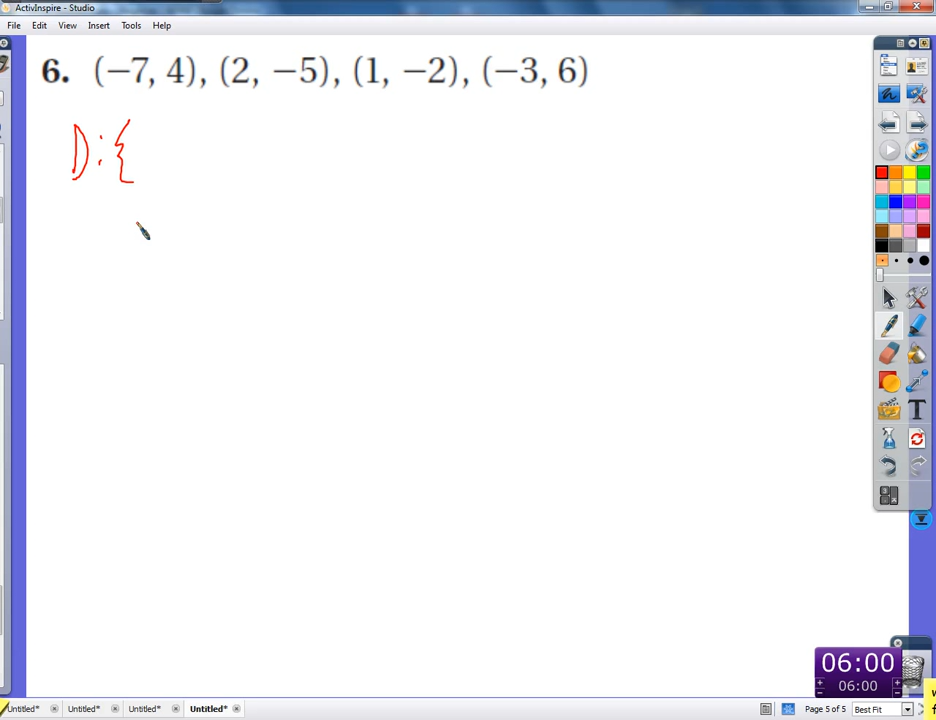 ActivInspire - Studio
File Edit View Insert Tools Help
6. (−7, 4), (2, −5), (1, −2), (−3, 6)
D: {
06:00
06:00
Untitled* Untitled* Untitled* Untitled* Page 5 of 5 Best Fit